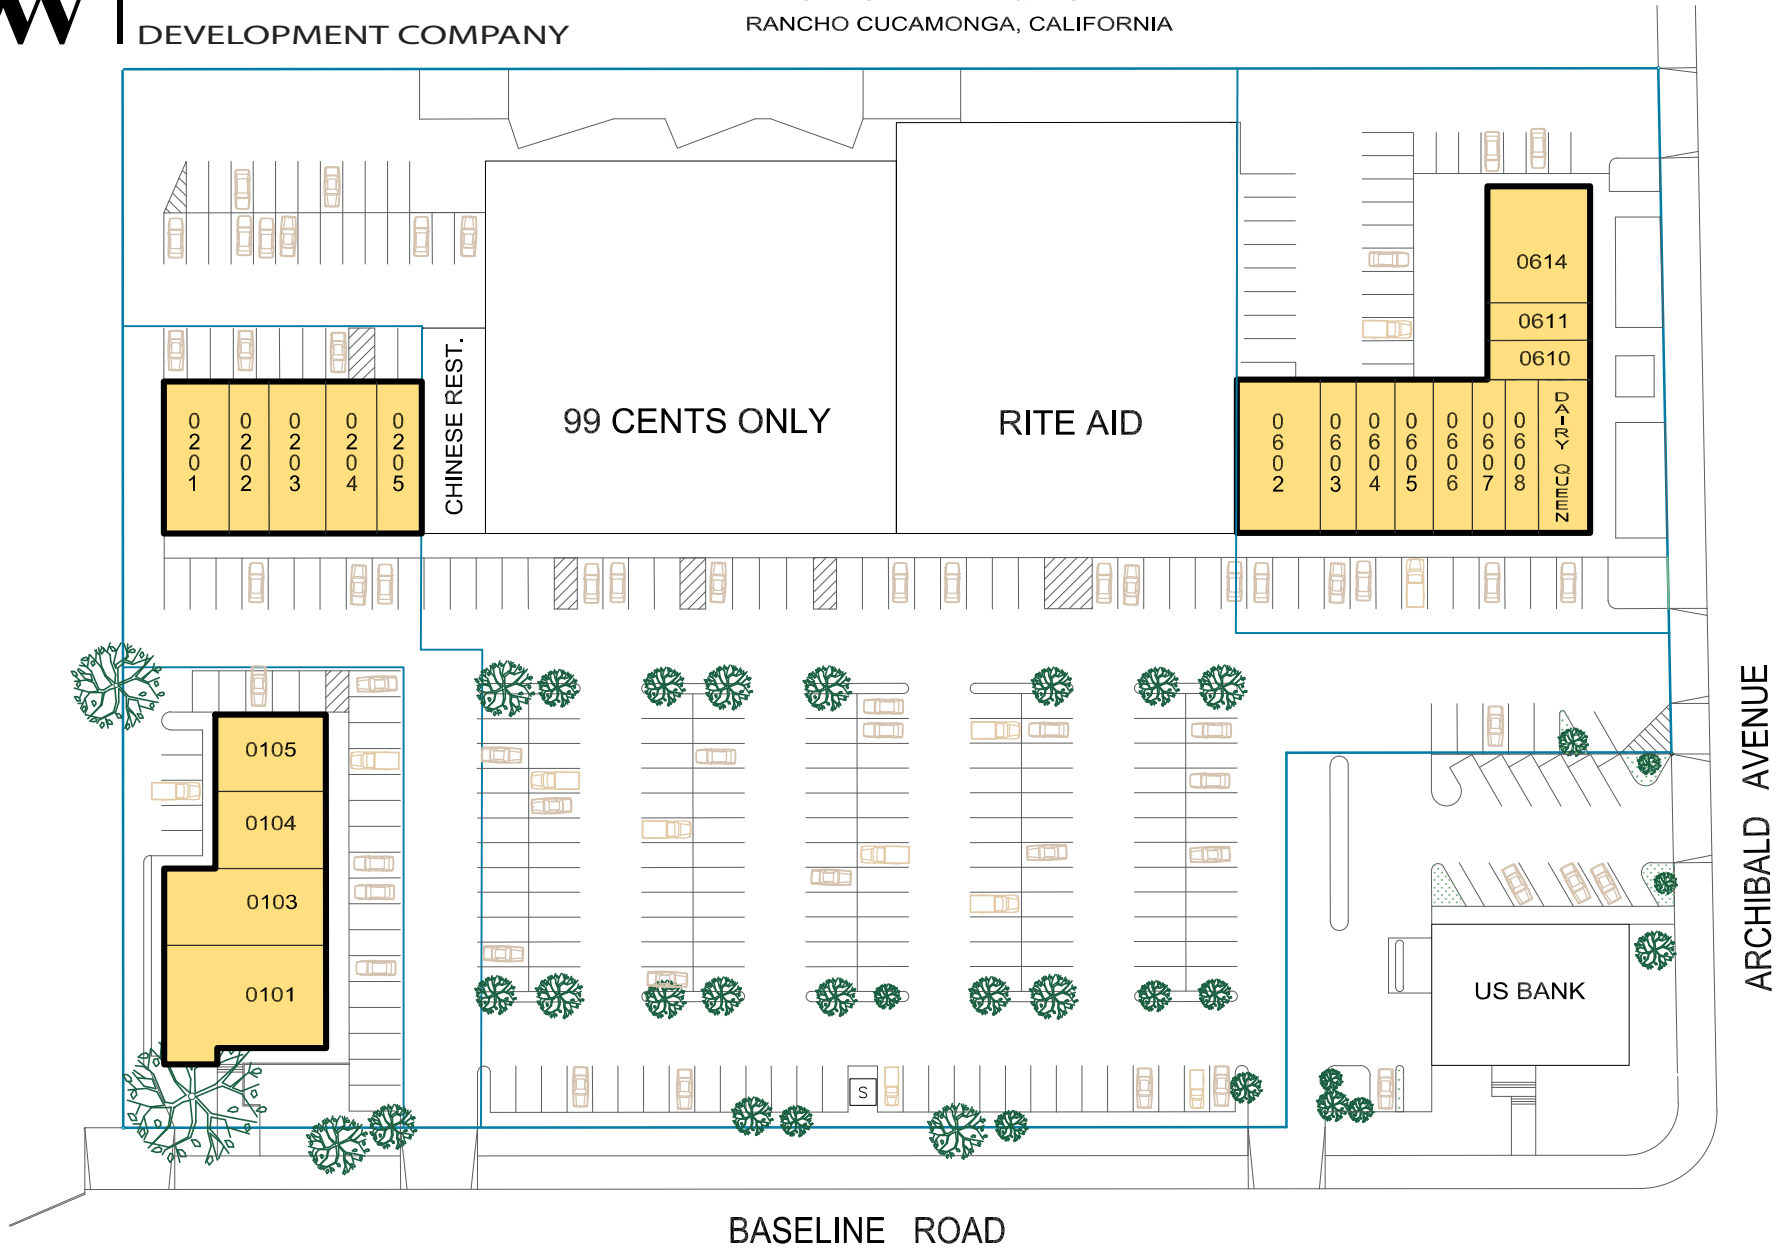 W
DEVELOPMENT COMPANY
RANCHO CUCAMONGA, CALIFORNIA
0614
0611
0610
CHINESE REST.
99 CENTS ONLY
RITE AID
0201
0202
0203
0204
0205
0602
0603
0604
0605
0606
0607
0608
DAIRY QUEEN
0105
0104
0103
0101
US BANK
S
ARCHIBALD AVENUE
BASELINE ROAD